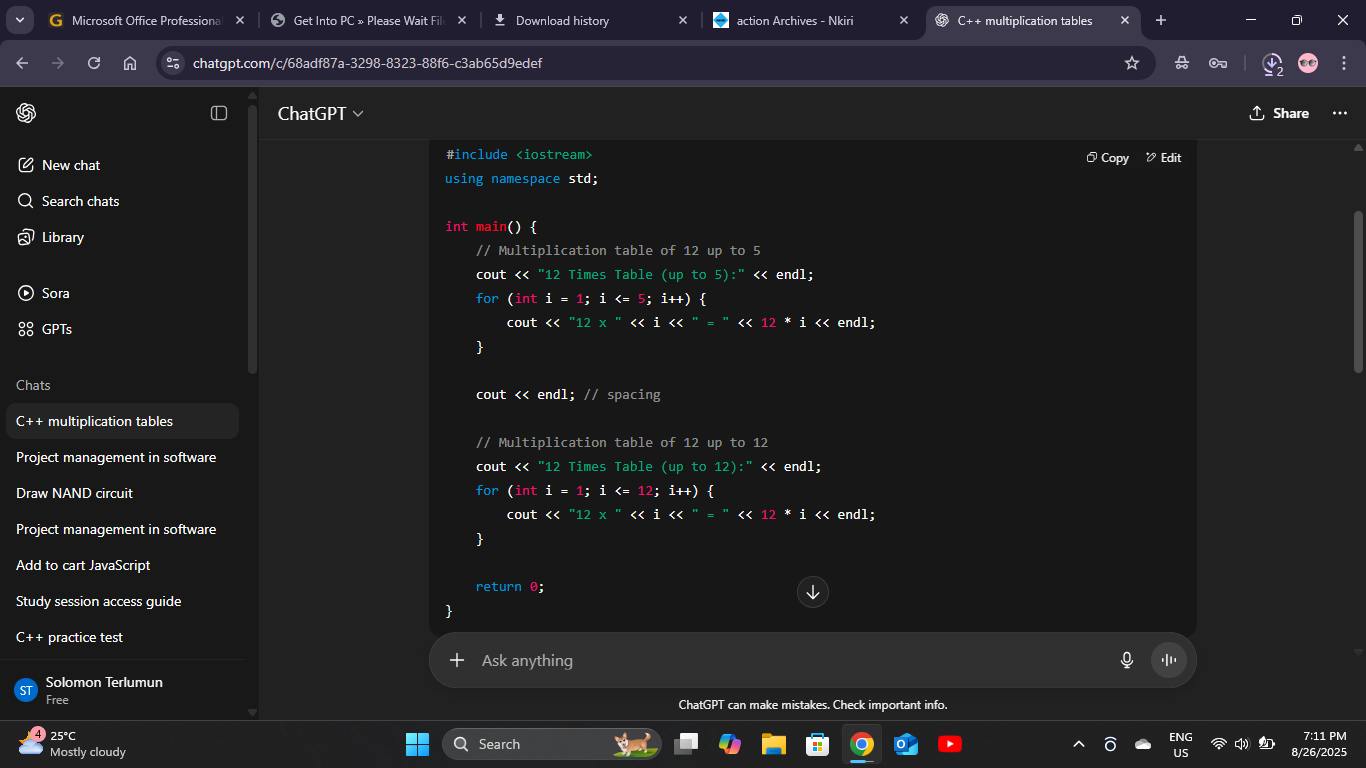 Microsoft Office Professional
Get Into PC » Please Wait File
Download history
action Archives - Nkiri
C++ multiplication tables
chatgpt.com/c/68adf87a-3298-8323-88f6-c3ab65d9edef
2
ChatGPT
Share
New chat
Search chats
Library
Sora
GPTs
Chats
C++ multiplication tables
Project management in software
Draw NAND circuit
Project management in software
Add to cart JavaScript
Study session access guide
C++ practice test
ST
Solomon Terlumun
Free
Copy
Edit
#include <iostream>
using namespace std;
int main() {
// Multiplication table of 12 up to 5
cout << "12 Times Table (up to 5):" << endl;
for (int i = 1; i <= 5; i++) {
cout << "12 x " << i << " = " << 12 * i << endl;
}
cout << endl; // spacing
// Multiplication table of 12 up to 12
cout << "12 Times Table (up to 12):" << endl;
for (int i = 1; i <= 12; i++) {
cout << "12 x " << i << " = " << 12 * i << endl;
}
return 0;
}
Ask anything
ChatGPT can make mistakes. Check important info.
4
25°C
Mostly cloudy
Search
ENG
US
7:11 PM
8/26/2025